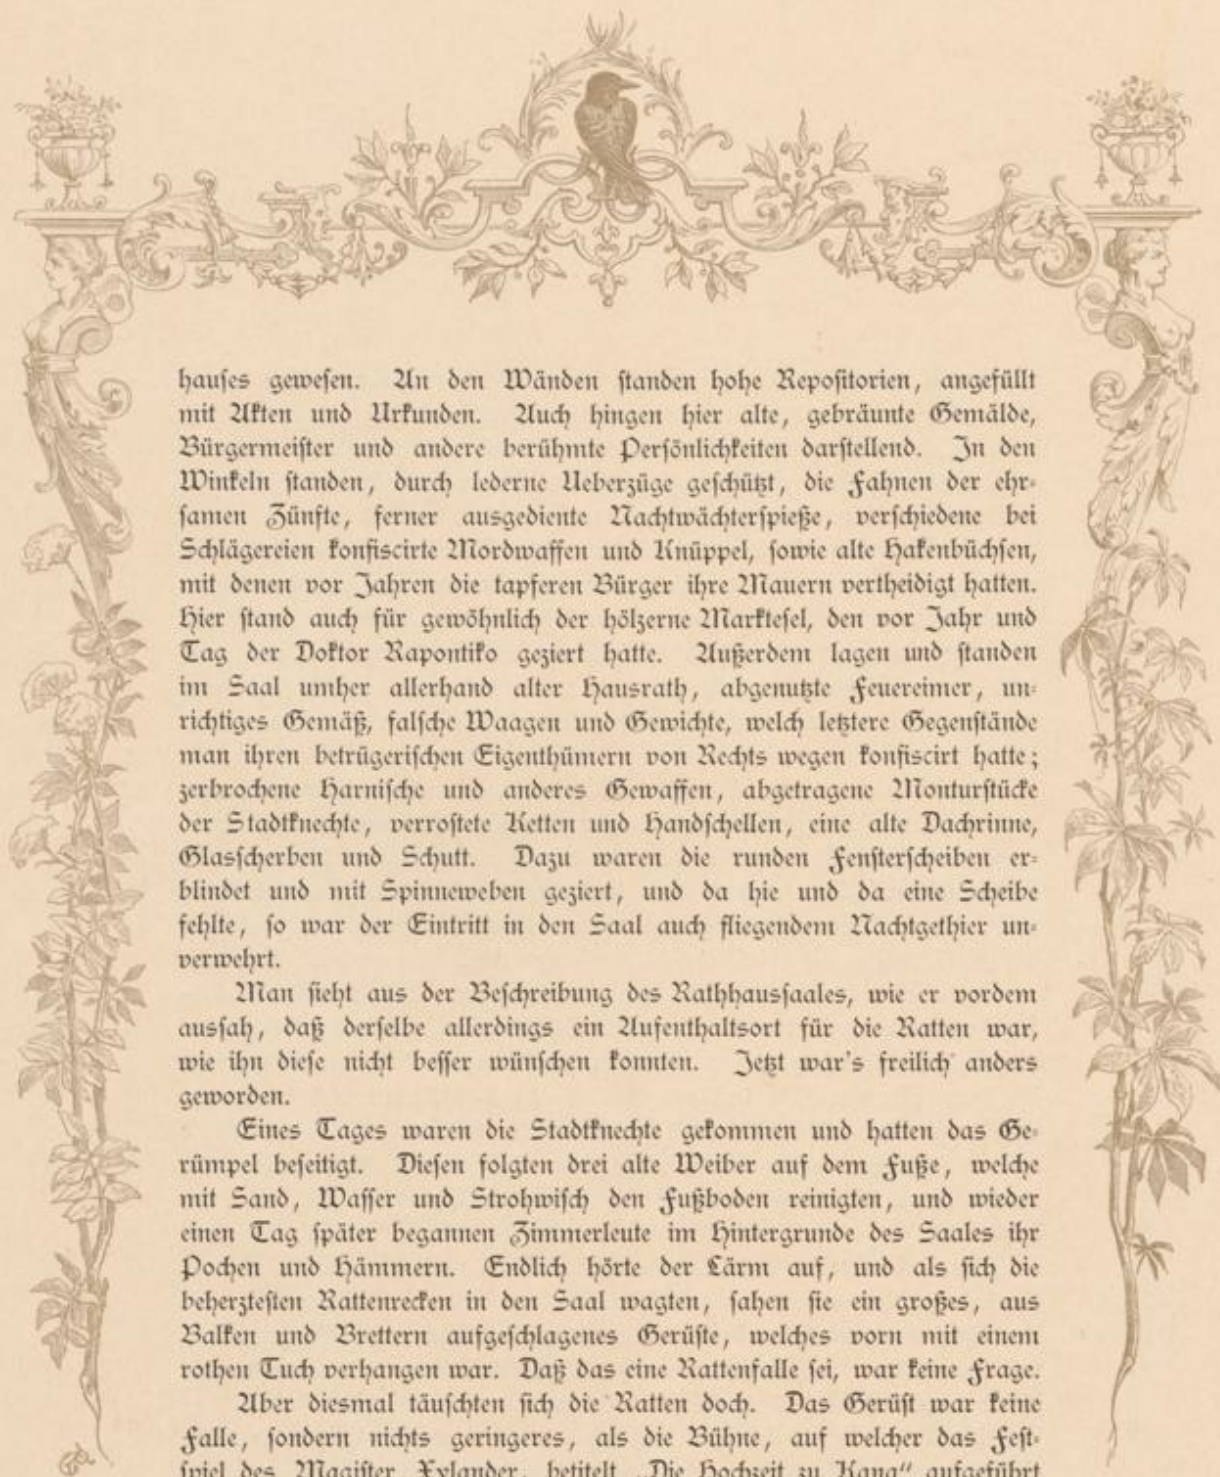 hauſes geweſen. An den Wänden ſtanden hohe Repoſitorien, angefüllt
mit Akten und Urkunden. Auch hingen hier alte, gebräunte Gemälde,
Bürgermeiſter und andere berühmte Perſönlichkeiten darſtellend. In den
Winkeln ſtanden, durch lederne Ueberzüge geſchützt, die Fahnen der ehr-
ſamen Zünfte, ferner ausgediente Nachtwächterſpieße, verſchiedene bei
Schlägereien konfiscirte Mordwaffen und Knüppel, ſowie alte Hakenbüchſen,
mit denen vor Jahren die tapferen Bürger ihre Mauern vertheidigt hatten.
Hier ſtand auch für gewöhnlich der hölzerne Markteſel, den vor Jahr und
Tag der Doktor Rapontiko geziert hatte. Außerdem lagen und ſtanden
im Saal umher allerhand alter Hausrath, abgenutzte Feuereimer, un-
richtiges Gemäß, falſche Waagen und Gewichte, welch letztere Gegenſtände
man ihren betrügeriſchen Eigenthümern von Rechts wegen konfiscirt hatte;
zerbrochene Harniſche und anderes Gewaffen, abgetragene Monturſtücke
der Stadtknechte, verroſtete Ketten und Handſchellen, eine alte Dachrinne,
Glasſcherben und Schutt. Dazu waren die runden Fenſterſcheiben er-
blindet und mit Spinneweben geziert, und da hie und da eine Scheibe
fehlte, ſo war der Eintritt in den Saal auch fliegendem Nachtgethier un-
verwehrt.
Man ſieht aus der Beſchreibung des Rathhausſaales, wie er vordem
ausſah, daß derſelbe allerdings ein Aufenthaltsort für die Ratten war,
wie ihn dieſe nicht beſſer wünſchen konnten. Jetzt war's freilich anders
geworden.
Eines Tages waren die Stadtknechte gekommen und hatten das Ge-
rümpel beſeitigt. Dieſen folgten drei alte Weiber auf dem Fuße, welche
mit Sand, Waſſer und Strohwiſch den Fußboden reinigten, und wieder
einen Tag ſpäter begannen Zimmerleute im Hintergrunde des Saales ihr
Pochen und Hämmern. Endlich hörte der Lärm auf, und als ſich die
beherzteſten Rattenrecken in den Saal wagten, ſahen ſie ein großes, aus
Balken und Brettern aufgeſchlagenes Gerüſte, welches vorn mit einem
rothen Tuch verhangen war. Daß das eine Rattenfalle ſei, war keine Frage.
Aber diesmal täuſchten ſich die Ratten doch. Das Gerüſt war keine
Falle, ſondern nichts geringeres, als die Bühne, auf welcher das Feſt-
ſpiel des Magiſter Xylander, betitelt „Die Hochzeit zu Kana“ aufgeführt